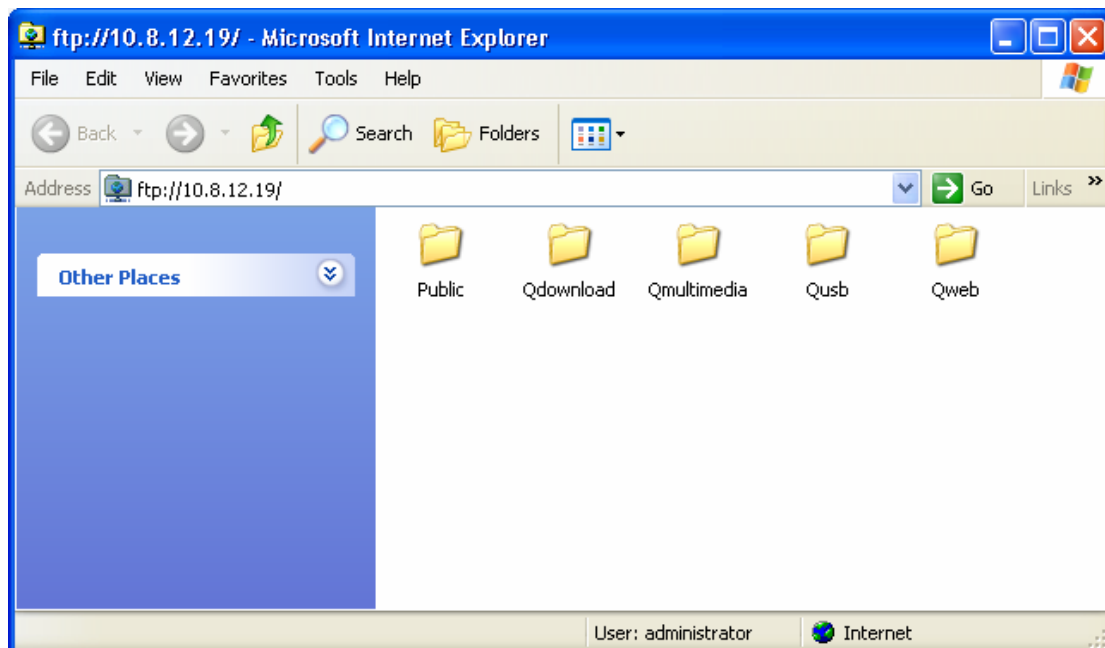 ftp://10.8.12.19/ - Microsoft Internet Explorer
File Edit View Favorites Tools Help
Back Search Folders
Address ftp://10.8.12.19/ Go Links »
Other Places
Public Qdownload Qmultimedia Qusb Qweb
User: administrator Internet